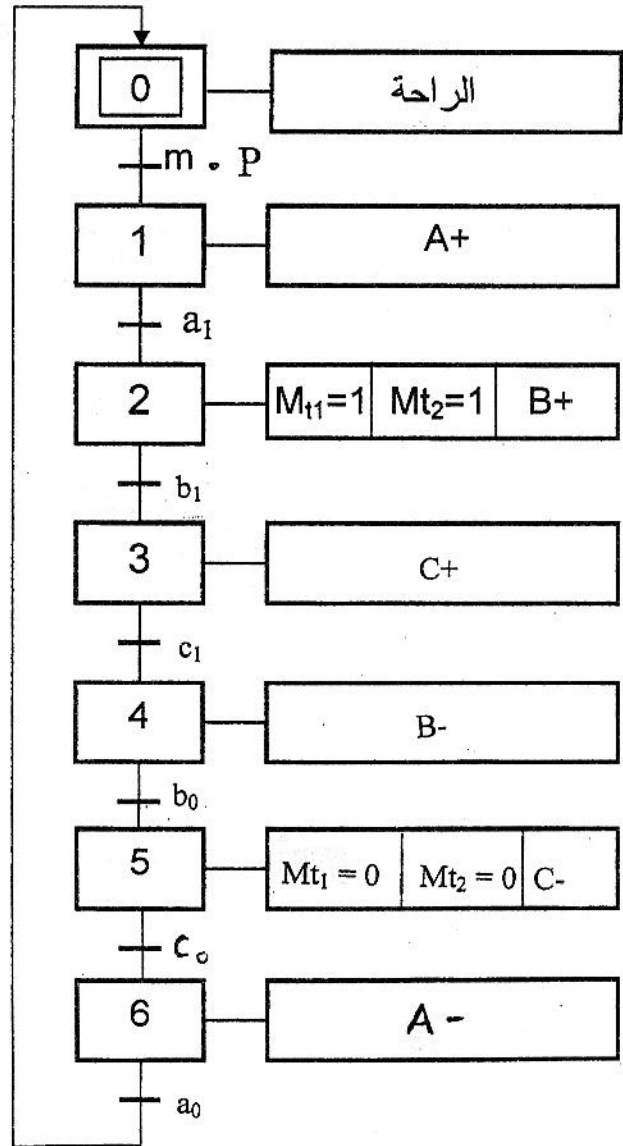 0 الراحة
m . P
1 A+
a₁
2 Mt1=1 Mt₂=1 B+
b₁
3 C+
c₁
4 B-
b₀
5 Mt₁ = 0 Mt₂ = 0 C-
c₀
6 A -
a₀